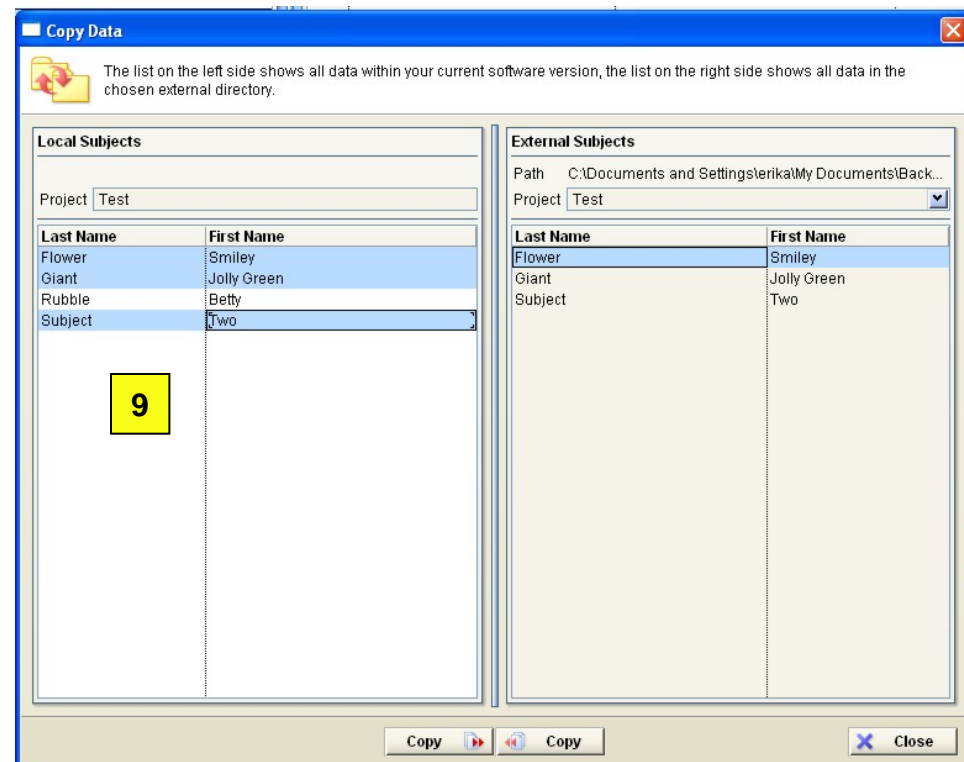 Copy Data
The list on the left side shows all data within your current software version, the list on the right side shows all data in the
chosen external directory.
Local Subjects
Project Test
Last Name First Name
Flower Smiley
Giant Jolly Green
Rubble Betty
Subject Two
9
External Subjects
Path C:\Documents and Settings\erika\My Documents\Back...
Project Test
Last Name First Name
Flower Smiley
Giant Jolly Green
Subject Two
Copy Copy Close